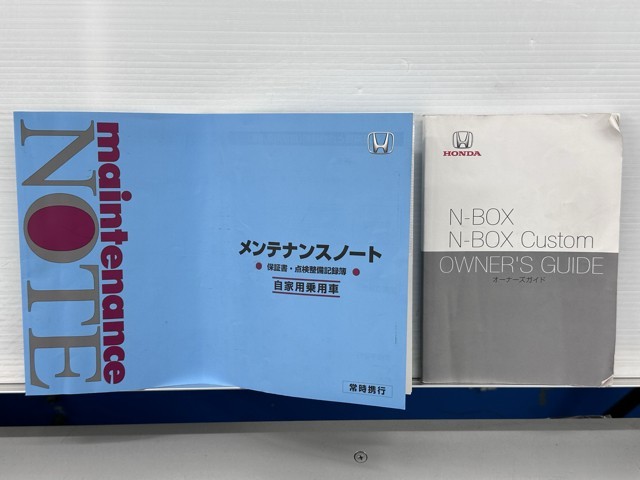 maintenance
NOTE
メンテナンスノート
保証書・点検整備記録簿
自家用乗用車
常時携行
HONDA
N-BOX
N-BOX Custom
OWNER'S GUIDE
オーナーズガイド